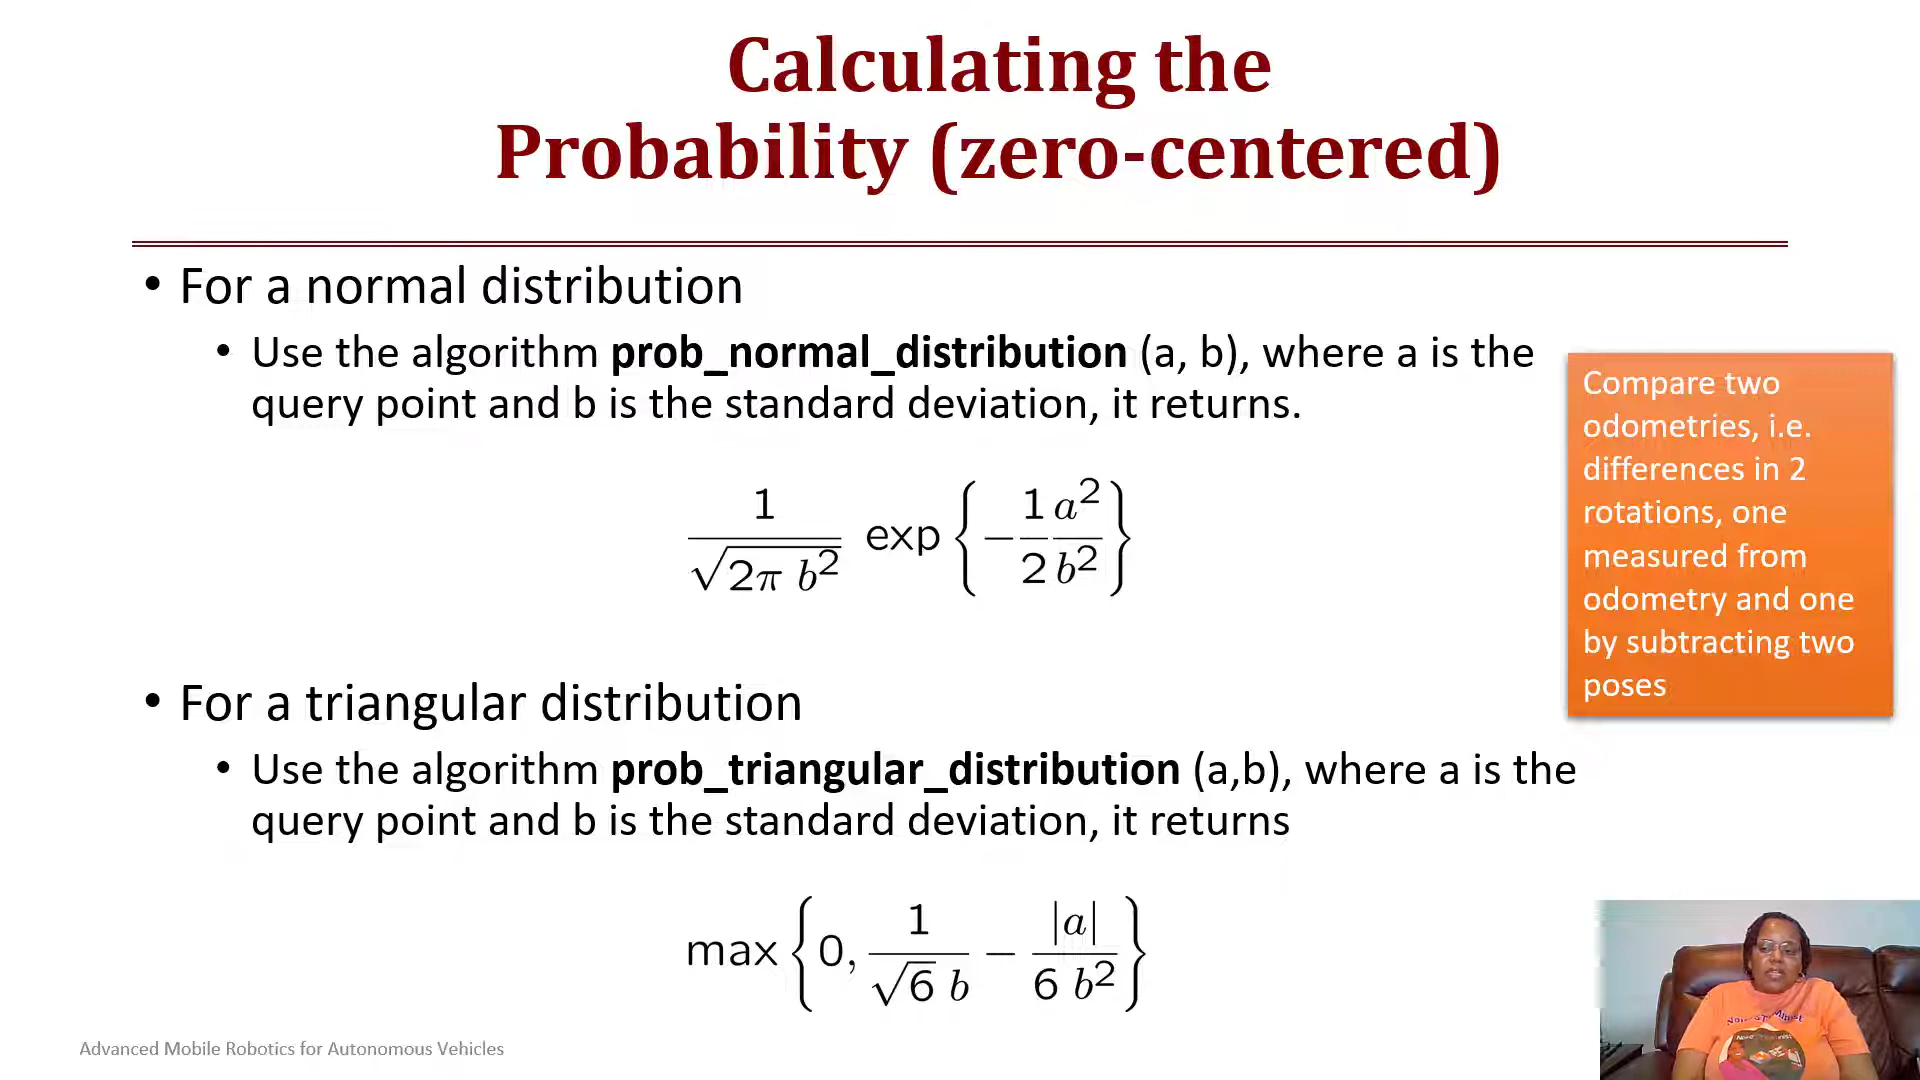 Calculating the
Probability (zero-centered)
• For a normal distribution
• Use the algorithm prob_normal_distribution (a, b), where a is the
query point and b is the standard deviation, it returns.
1/√(2π b²) exp {−1/2 a²/b²}
• For a triangular distribution
• Use the algorithm prob_triangular_distribution (a,b), where a is the
query point and b is the standard deviation, it returns
max {0, 1/(√6 b) − |a|/(6 b²)}
Compare two
odometries, i.e.
differences in 2
rotations, one
measured from
odometry and one
by subtracting two
poses
Advanced Mobile Robotics for Autonomous Vehicles